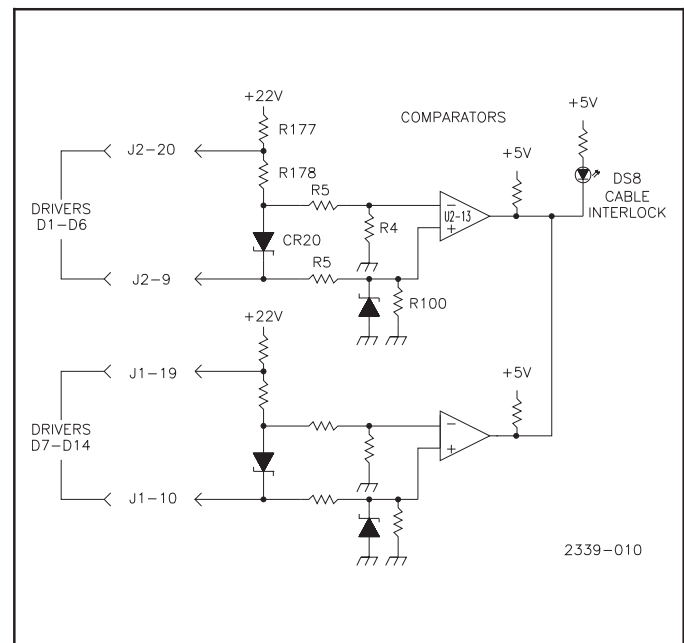 +22V
R177
R178
COMPARATORS
+5V
+5V
DS8
CABLE
INTERLOCK
J2-20
DRIVERS
D1-D6
J2-9
R5
R4
CR20
R5
R100
−
U2-13
+
+22V
J1-19
DRIVERS
D7-D14
J1-10
+5V
−
+
2339-010